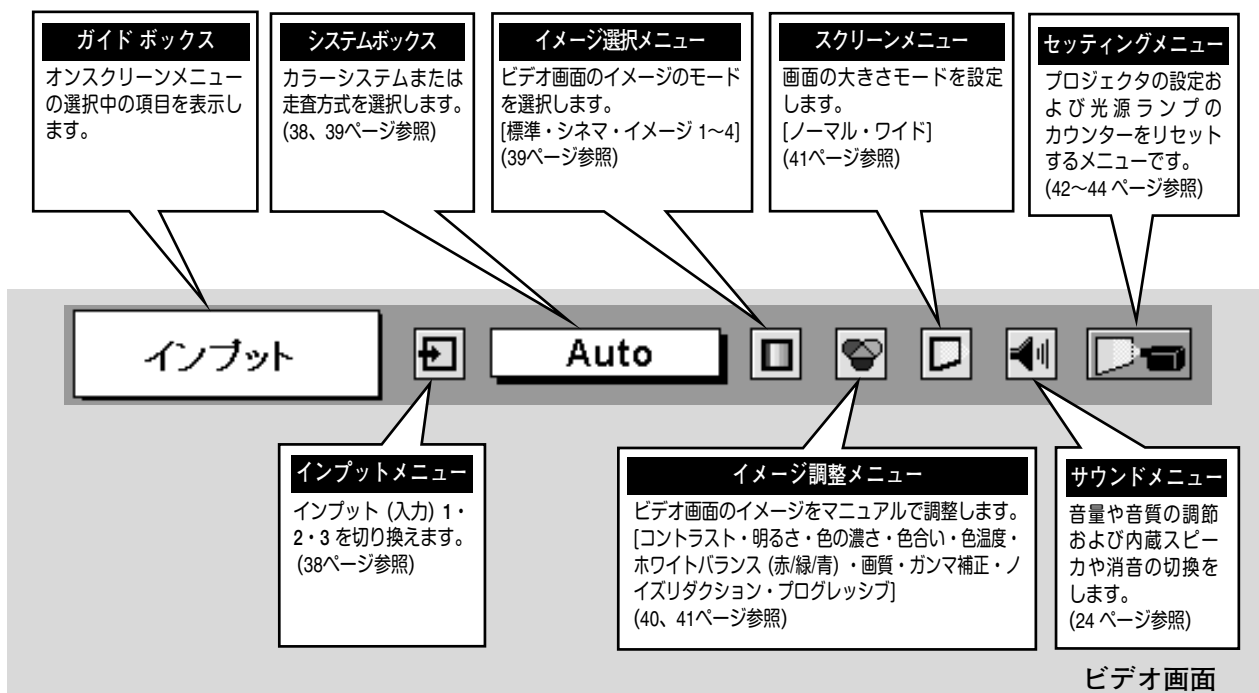 ガイド ボックス
オンスクリーンメニュー
の選択中の項目を表示し
ます。
システムボックス
カラーシステムまたは
走査方式を選択します。
(38、39ページ参照)
イメージ選択メニュー
ビデオ画面のイメージのモード
を選択します。
[標準・シネマ・イメージ 1〜4]
(39ページ参照)
スクリーンメニュー
画面の大きさモードを設定
します。
[ノーマル・ワイド]
(41ページ参照)
セッティングメニュー
プロジェクタの設定お
よび光源ランプの
カウンターをリセット
するメニューです。
(42〜44 ページ参照)
インプット
Auto
インプットメニュー
インプット (入力) 1・
2・3 を切り換えます。
(38ページ参照)
イメージ調整メニュー
ビデオ画面のイメージをマニュアルで調整します。
[コントラスト・明るさ・色の濃さ・色合い・色温度・
ホワイトバランス (赤/緑/青) ・画質・ガンマ補正・ノ
イズリダクション・プログレッシブ]
(40、41ページ参照)
サウンドメニュー
音量や音質の調節
および内蔵スピー
カや消音の切換を
します。
(24 ページ参照)
ビデオ画面